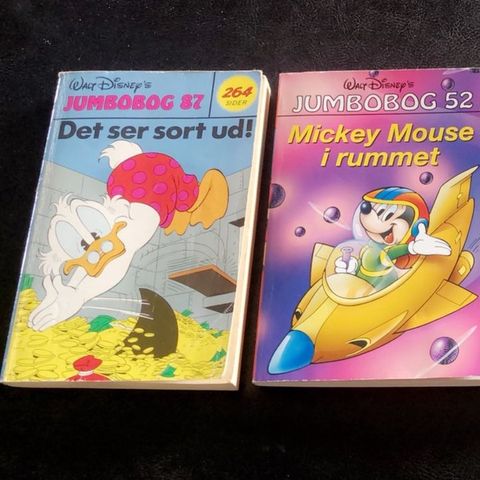 Walt Disney's
JUMBOBOG 87
264
SIDER
Det ser sort ud!
Walt Disney's
JUMBOBOG 52
Mickey Mouse
i rummet